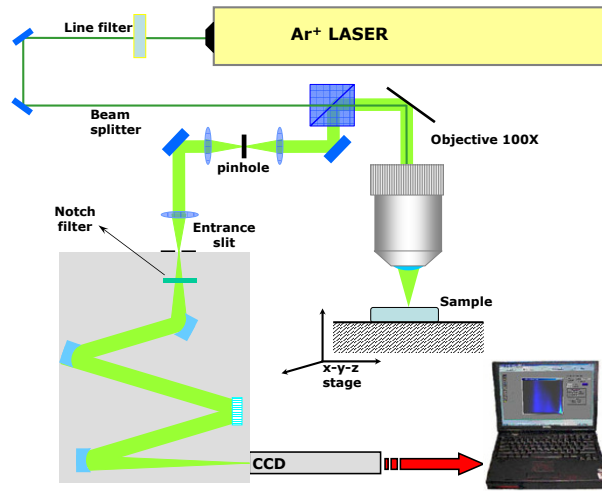 Line filter
Ar⁺ LASER
Beam
splitter
Objective 100X
pinhole
Notch
filter
Entrance
slit
Sample
x-y-z
stage
CCD